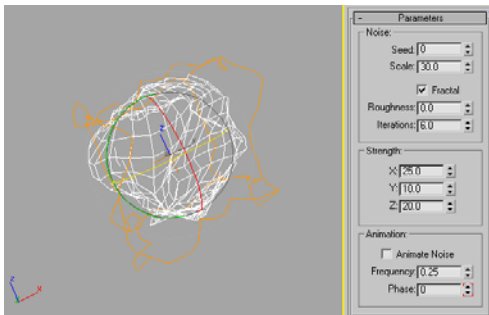 - Parameters
Noise:
Seed: 0
Scale: 30.0
Fractal
Roughness: 0.0
Iterations: 6.0
Strength:
X: 25.0
Y: 10.0
Z: 20.0
Animation:
Animate Noise
Frequency: 0.25
Phase: 0
z
z
x